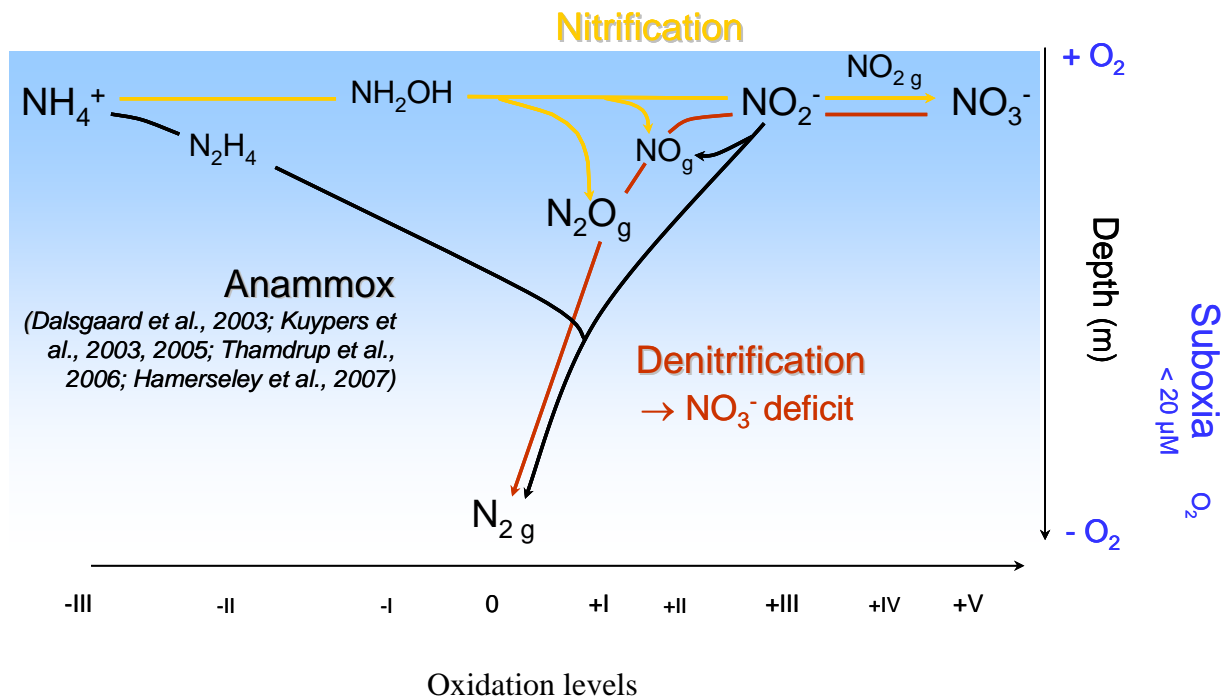 Nitrification
+ O₂
NO₂ g
NH₄⁺
NH₂OH
NO₂⁻
NO₃⁻
N₂H₄
NOg
N₂Og
Anammox
(Dalsgaard et al., 2003; Kuypers et
al., 2003, 2005; Thamdrup et al.,
2006; Hamerseley et al., 2007)
Denitrification
→ NO₃⁻ deficit
N₂ g
Depth (m)
Suboxia
< 20 µM O₂
- O₂
-III -II -I 0 +I +II +III +IV +V
Oxidation levels